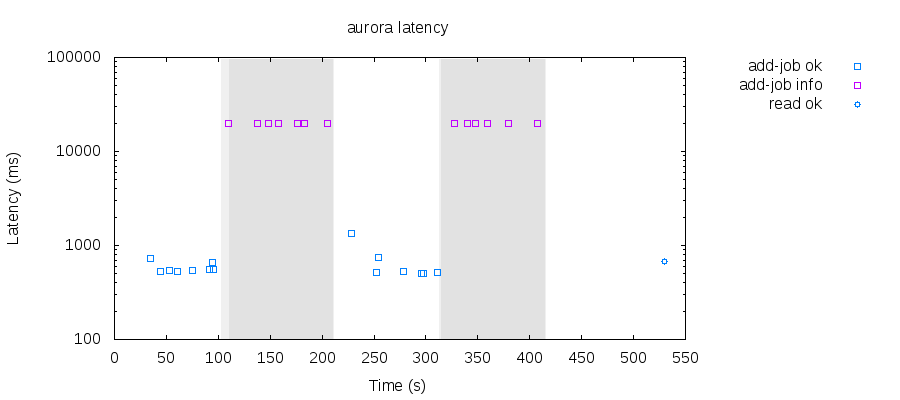 aurora latency
Latency (ms)
100000
10000
1000
100
0 50 100 150 200 250 300 350 400 450 500 550
Time (s)
add-job ok
add-job info
read ok